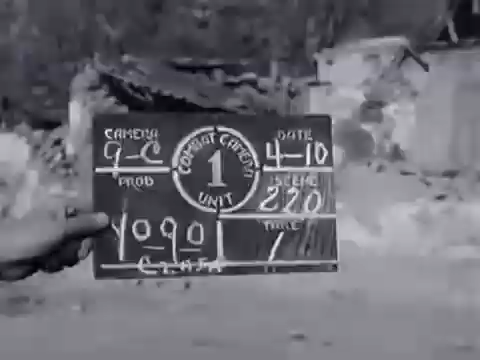 CAMERA
9-C
COMBAT CAMERA
1
UNIT
DATE
4-10
PROD
SCENE
220
TAKE
1